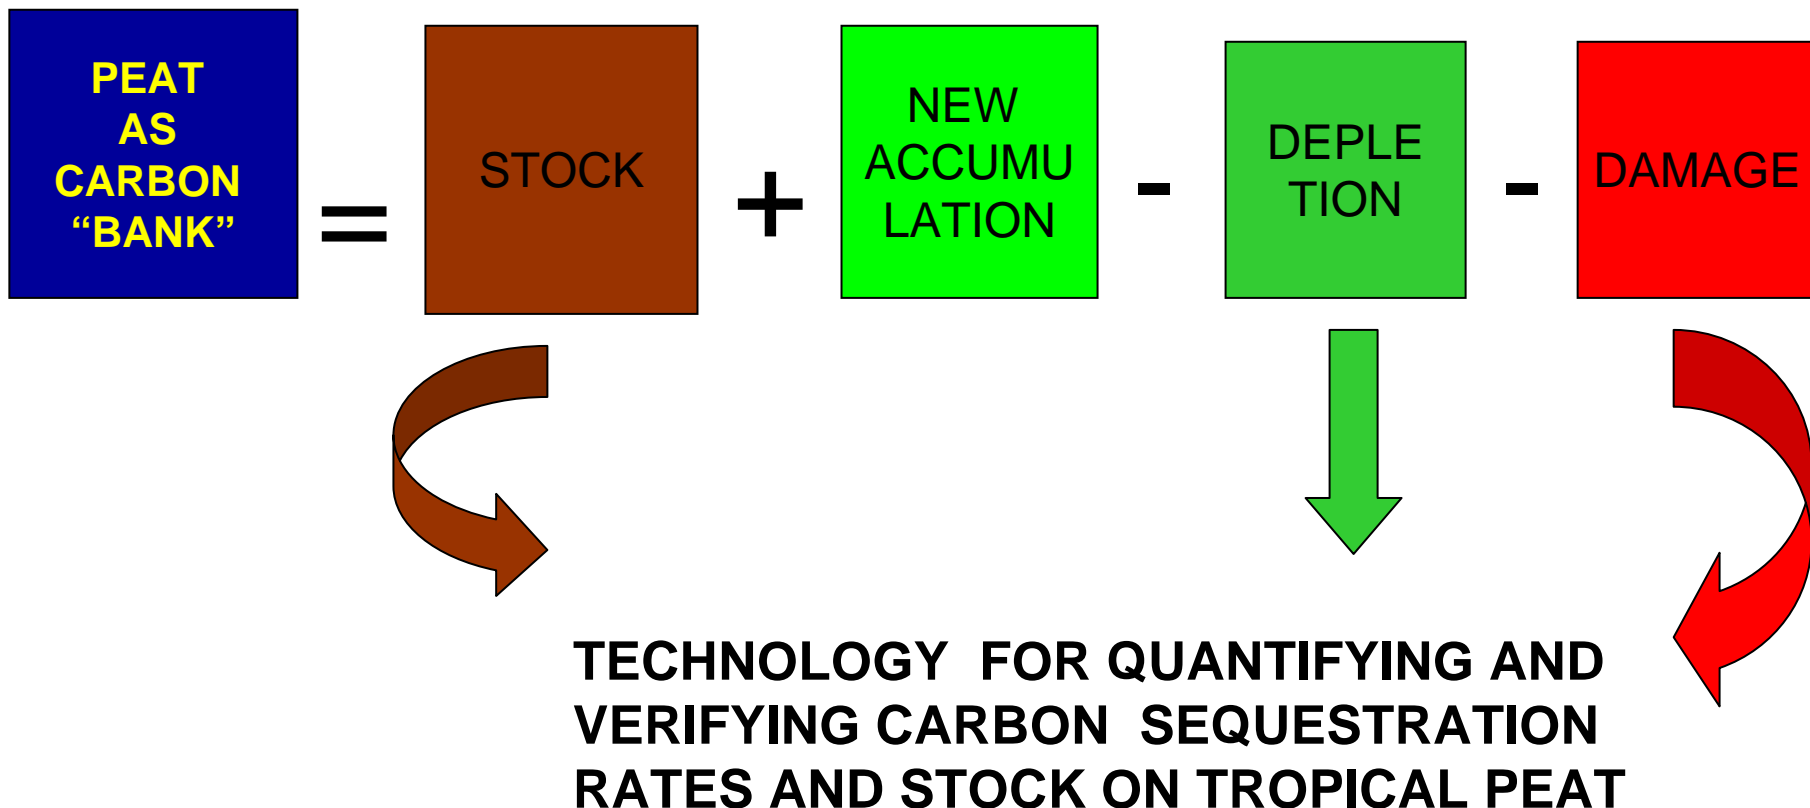 PEAT
AS
CARBON
“BANK”
=
STOCK
+
NEW
ACCUMU
LATION
-
DEPLE
TION
-
DAMAGE
TECHNOLOGY FOR QUANTIFYING AND
VERIFYING CARBON SEQUESTRATION
RATES AND STOCK ON TROPICAL PEAT